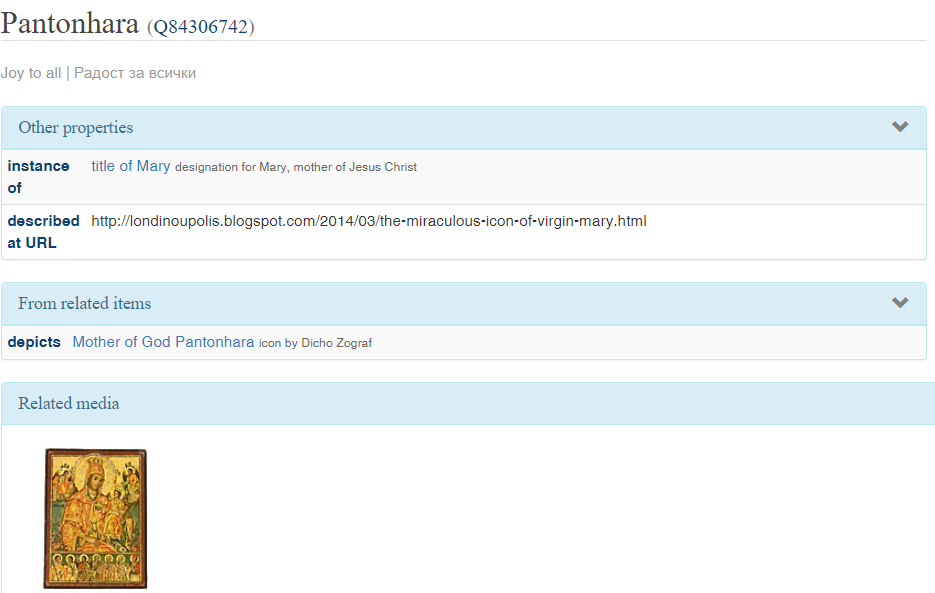 Pantonhara (Q84306742)
Joy to all | Радост за всички
Other properties
instance of title of Mary designation for Mary, mother of Jesus Christ
described at URL http://londinoupolis.blogspot.com/2014/03/the-miraculous-icon-of-virgin-mary.html
From related items
depicts Mother of God Pantonhara icon by Dicho Zograf
Related media